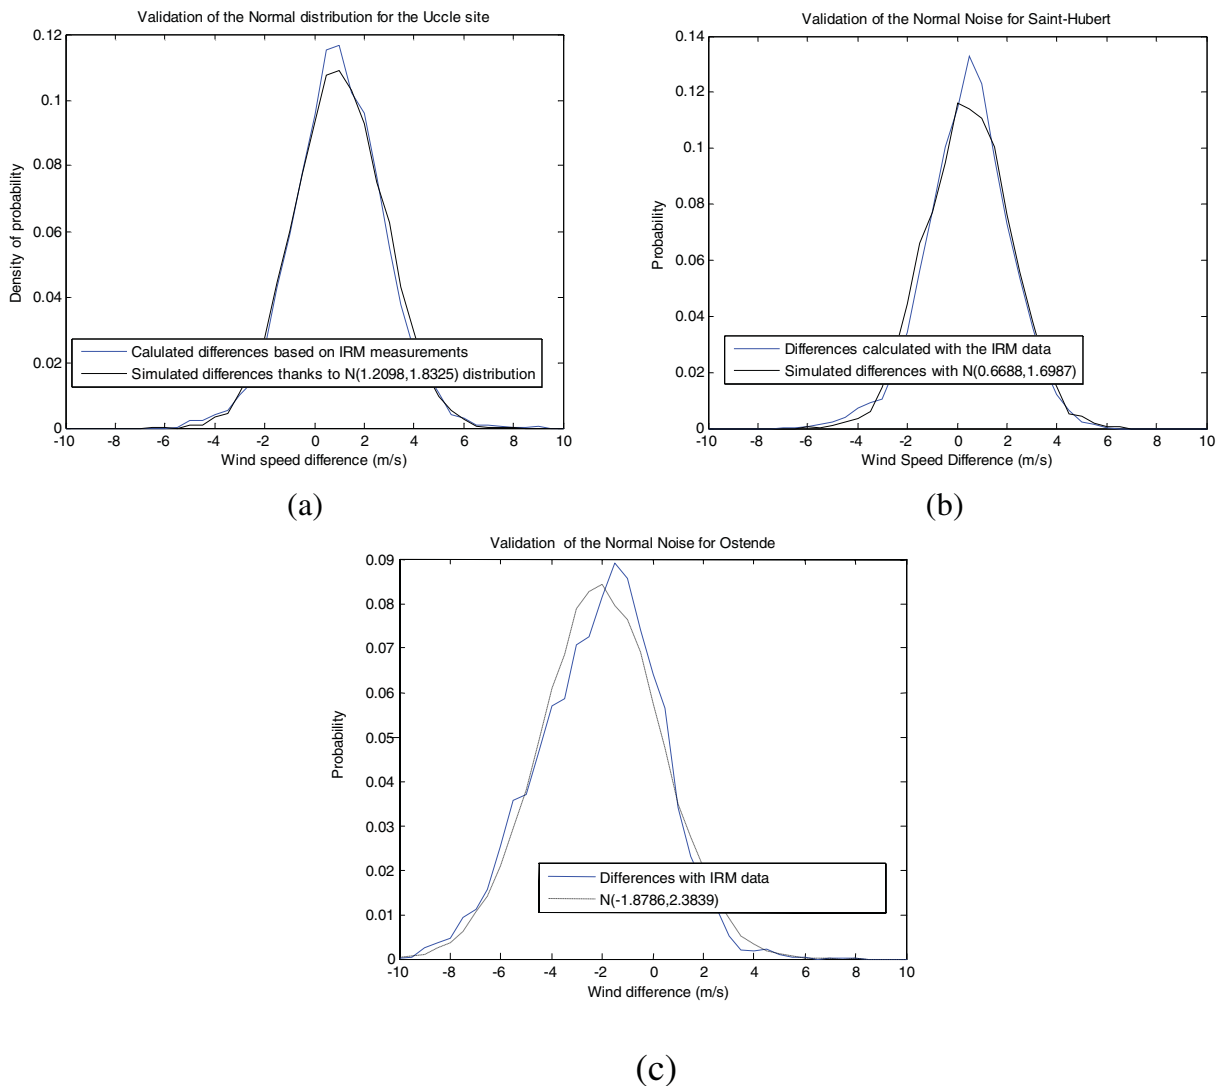 Validation of the Normal distribution for the Uccle site
0.12
0.1
0.08
0.06
0.04
0.02
0
Density of probability
Calulated differences based on IRM measurements
Simulated differences thanks to N(1.2098,1.8325) distribution
-10 -8 -6 -4 -2 0 2 4 6 8 10
Wind speed difference (m/s)
(a)
Validation of the Normal Noise for Saint-Hubert
0.14
0.12
0.1
0.08
0.06
0.04
0.02
0
Probability
Differences calculated with the IRM data
Simulated differences with N(0.6688,1.6987)
-10 -8 -6 -4 -2 0 2 4 6 8 10
Wind Speed Difference (m/s)
(b)
Validation of the Normal Noise for Ostende
0.09
0.08
0.07
0.06
0.05
0.04
0.03
0.02
0.01
0
Probability
Differences with IRM data
N(-1.8786,2.3839)
-10 -8 -6 -4 -2 0 2 4 6 8 10
Wind difference (m/s)
(c)